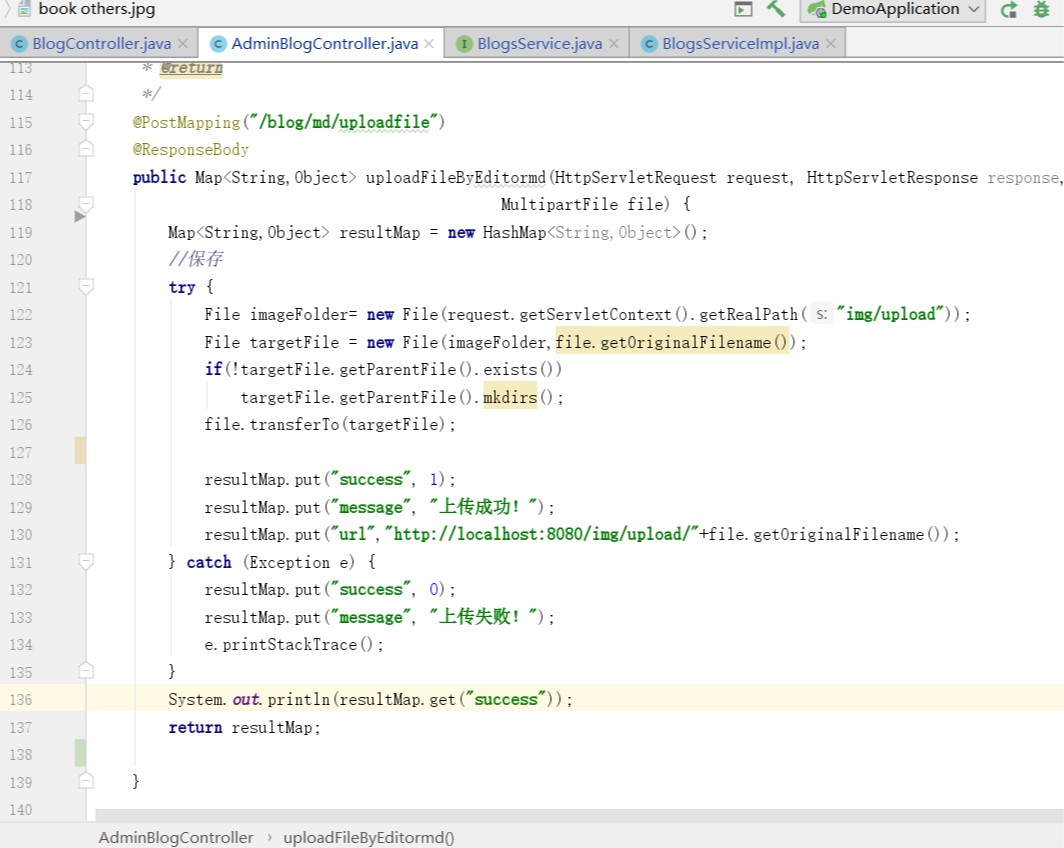 book others.jpg
DemoApplication
BlogController.java
AdminBlogController.java
BlogsService.java
BlogsServiceImpl.java
113 * @return
114 */
115 @PostMapping("/blog/md/uploadfile")
116 @ResponseBody
117 public Map<String,Object> uploadFileByEditormd(HttpServletRequest request, HttpServletResponse response,
118 MultipartFile file) {
119 Map<String,Object> resultMap = new HashMap<String,Object>();
120 //保存
121 try {
122 File imageFolder= new File(request.getServletContext().getRealPath( s: "img/upload"));
123 File targetFile = new File(imageFolder,file.getOriginalFilename());
124 if(!targetFile.getParentFile().exists())
125 targetFile.getParentFile().mkdirs();
126 file.transferTo(targetFile);
127
128 resultMap.put("success", 1);
129 resultMap.put("message", "上传成功！");
130 resultMap.put("url","http://localhost:8080/img/upload/"+file.getOriginalFilename());
131 } catch (Exception e) {
132 resultMap.put("success", 0);
133 resultMap.put("message", "上传失败！");
134 e.printStackTrace();
135 }
136 System.out.println(resultMap.get("success"));
137 return resultMap;
138
139 }
140
AdminBlogController › uploadFileByEditormd()